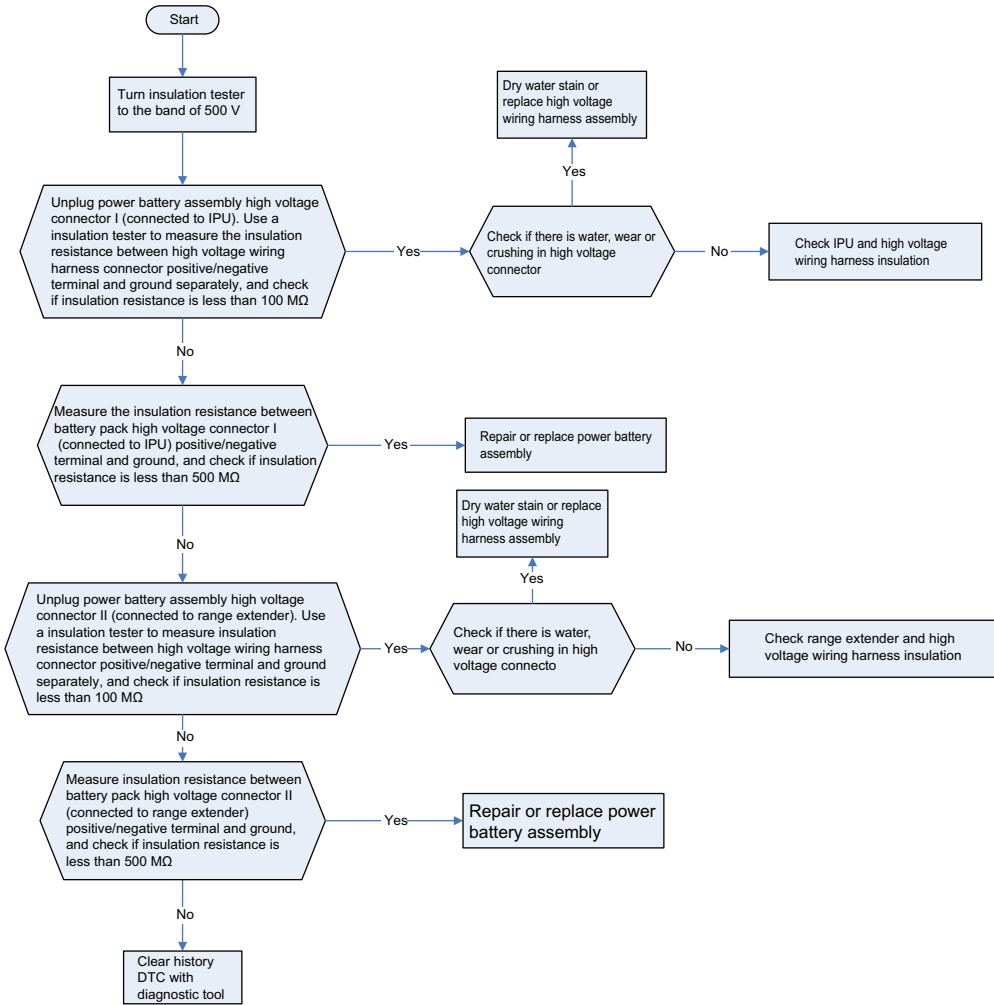 Start
Turn insulation tester
to the band of 500 V
Dry water stain or
replace high voltage
wiring harness assembly
Yes
Unplug power battery assembly high voltage
connector I (connected to IPU). Use a
insulation tester to measure the insulation
resistance between high voltage wiring
harness connector positive/negative
terminal and ground separately, and check
if insulation resistance is less than 100 MΩ
Yes
Check if there is water, wear or
crushing in high voltage
connector
No
Check IPU and high voltage
wiring harness insulation
No
Measure the insulation resistance between
battery pack high voltage connector I
(connected to IPU) positive/negative
terminal and ground, and check if insulation
resistance is less than 500 MΩ
Yes
Repair or replace power battery
assembly
No
Dry water stain or replace
high voltage wiring
harness assembly
Yes
Unplug power battery assembly high voltage
connector II (connected to range extender). Use
a insulation tester to measure insulation
resistance between high voltage wiring harness
connector positive/negative terminal and ground
separately, and check if insulation resistance is
less than 100 MΩ
Yes
Check if there is water,
wear or crushing in high
voltage connecto
No
Check range extender and high
voltage wiring harness insulation
No
Measure insulation resistance between
battery pack high voltage connector II
(connected to range extender)
positive/negative terminal and ground,
and check if insulation resistance is
less than 500 MΩ
Yes
Repair or replace power
battery assembly
No
Clear history
DTC with
diagnostic tool